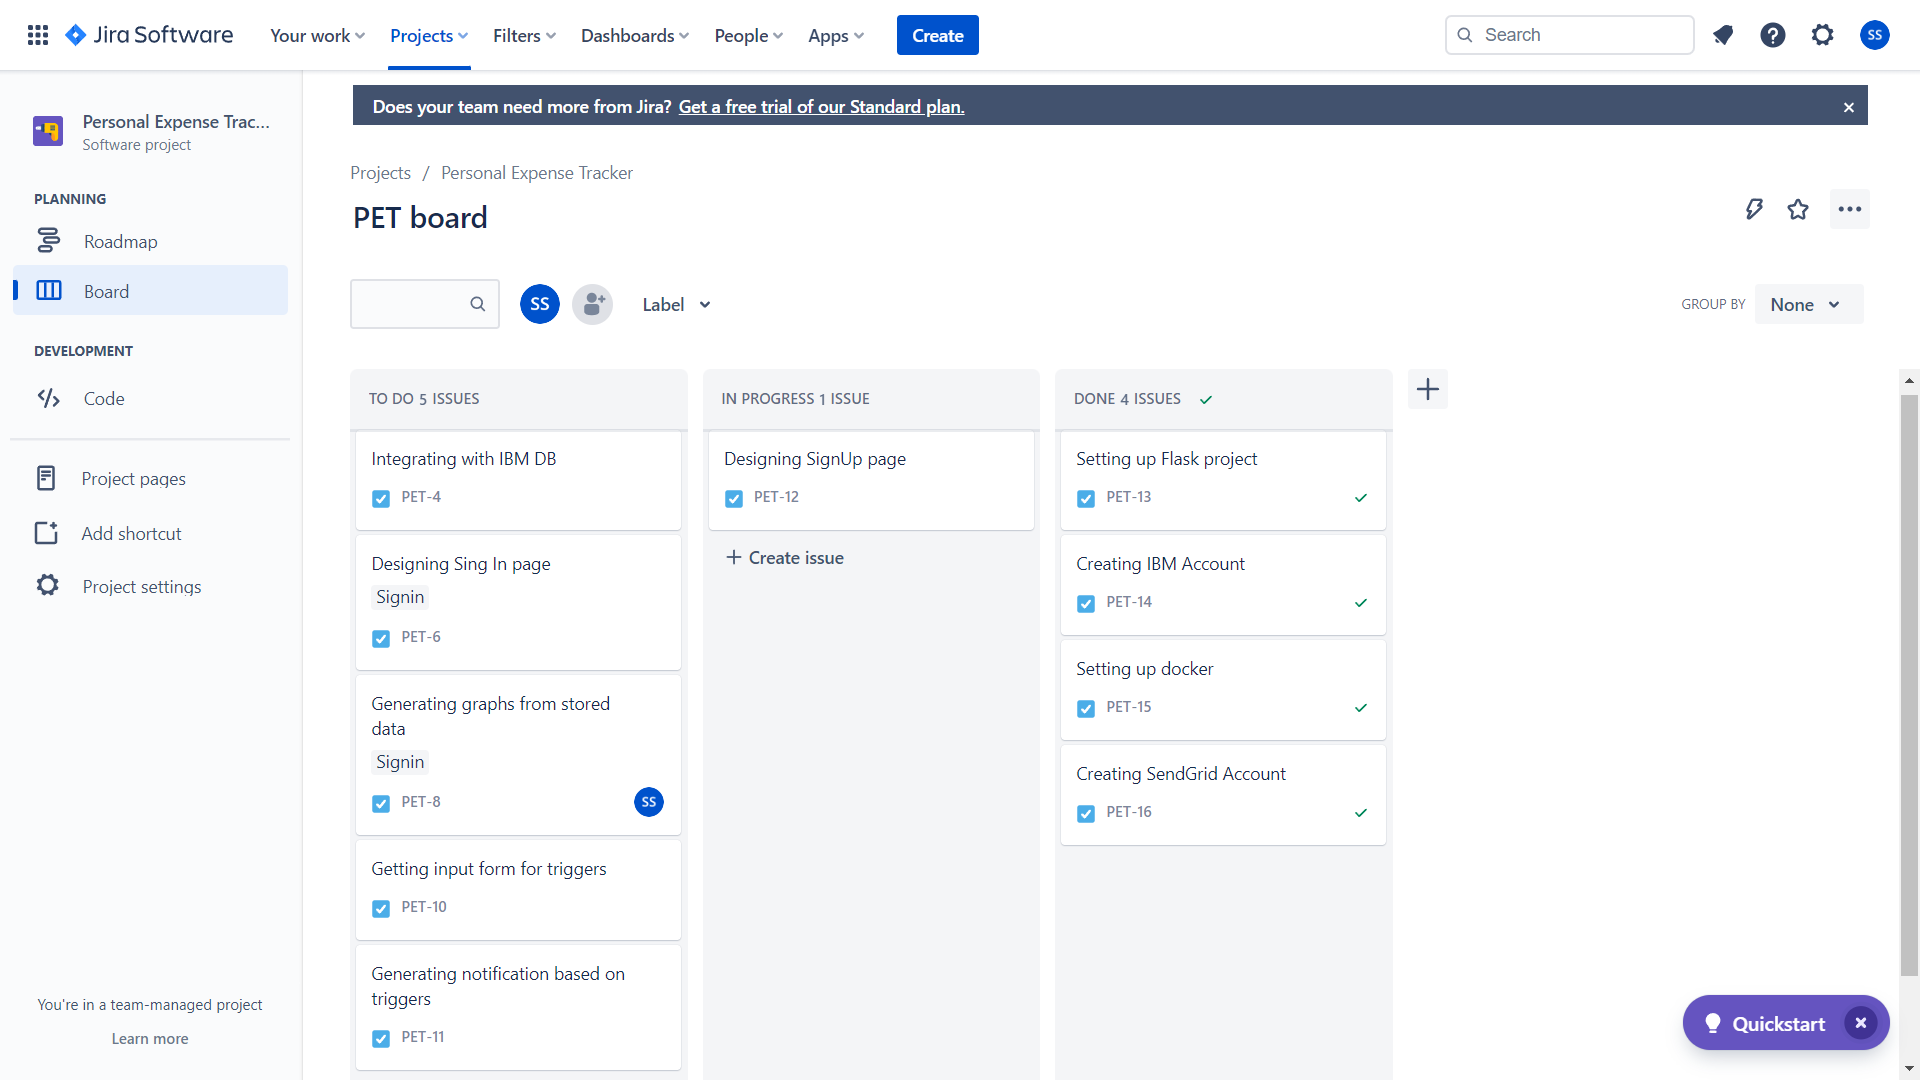 Jira Software
Your work
Projects
Filters
Dashboards
People
Apps
Create
Search
SS
Personal Expense Trac...
Software project
PLANNING
Roadmap
Board
DEVELOPMENT
Code
Project pages
Add shortcut
Project settings
You're in a team-managed project
Learn more
Does your team need more from Jira? Get a free trial of our Standard plan.
Projects / Personal Expense Tracker
PET board
SS
Label
GROUP BY
None
TO DO 5 ISSUES
Integrating with IBM DB
PET-4
Designing Sing In page
Signin
PET-6
Generating graphs from stored
data
Signin
PET-8
SS
Getting input form for triggers
PET-10
Generating notification based on
triggers
PET-11
IN PROGRESS 1 ISSUE
Designing SignUp page
PET-12
Create issue
DONE 4 ISSUES
Setting up Flask project
PET-13
Creating IBM Account
PET-14
Setting up docker
PET-15
Creating SendGrid Account
PET-16
Quickstart